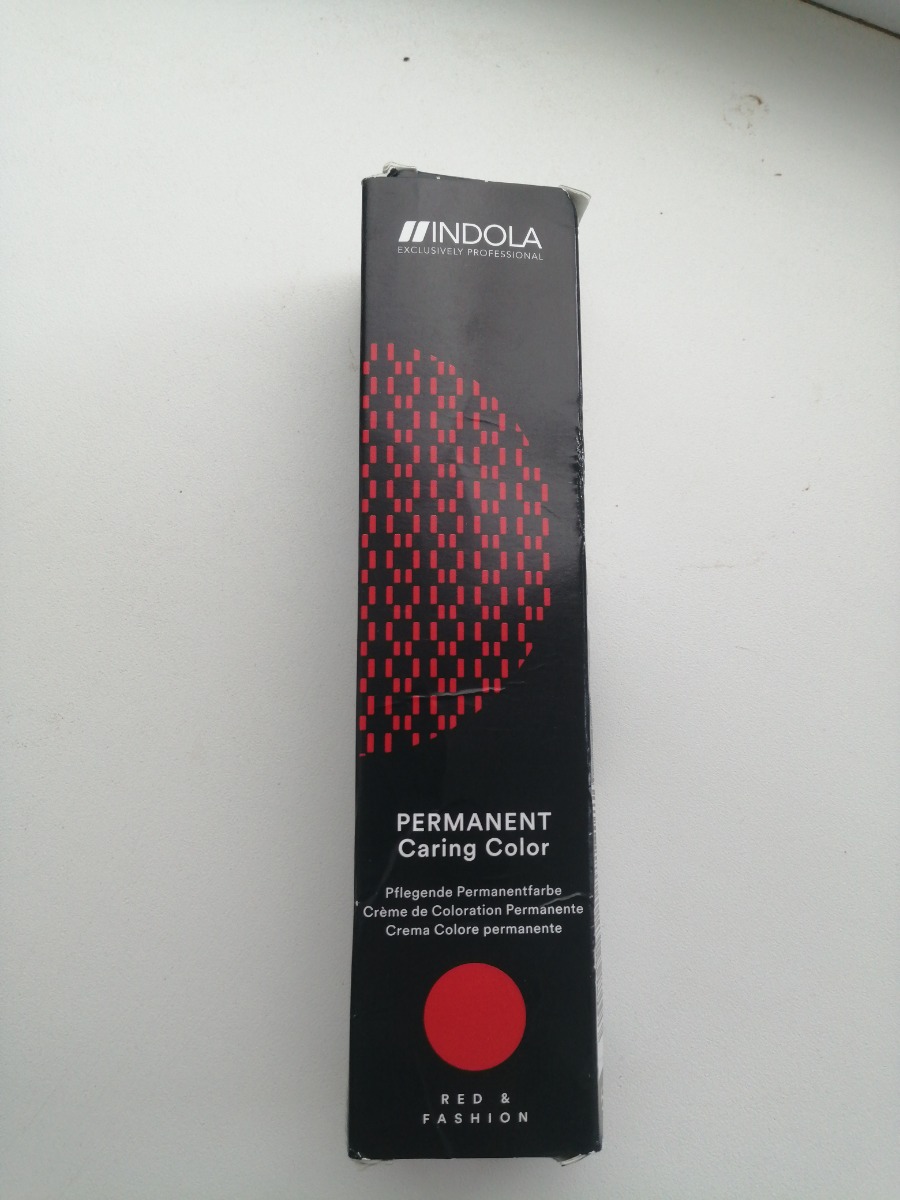 INDOLA
EXCLUSIVELY PROFESSIONAL
PERMANENT
Caring Color
Pflegende Permanentfarbe
Crème de Coloration Permanente
Crema Colore permanente
RED &
FASHION